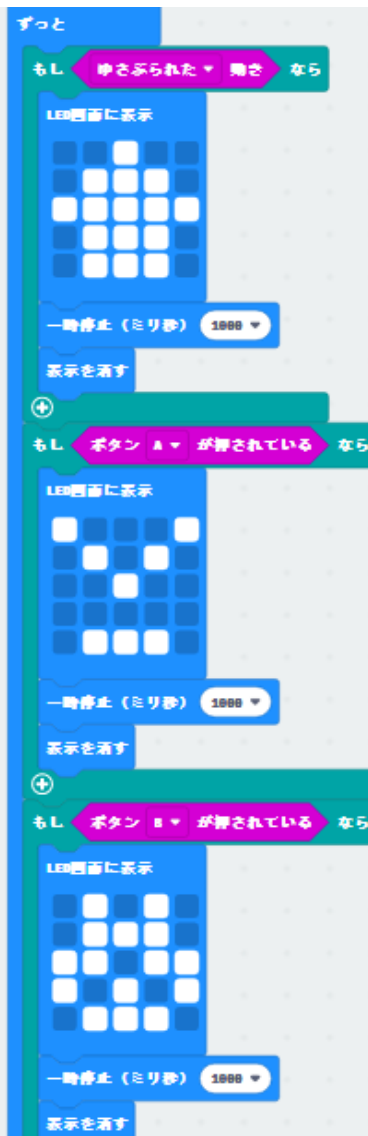 ずっと
もし ゆさぶられた 動き なら
LED画面に表示
一時停止（ミリ秒） 1000
表示を消す
もし ボタン A が押されている なら
LED画面に表示
一時停止（ミリ秒） 1000
表示を消す
もし ボタン B が押されている なら
LED画面に表示
一時停止（ミリ秒） 1000
表示を消す